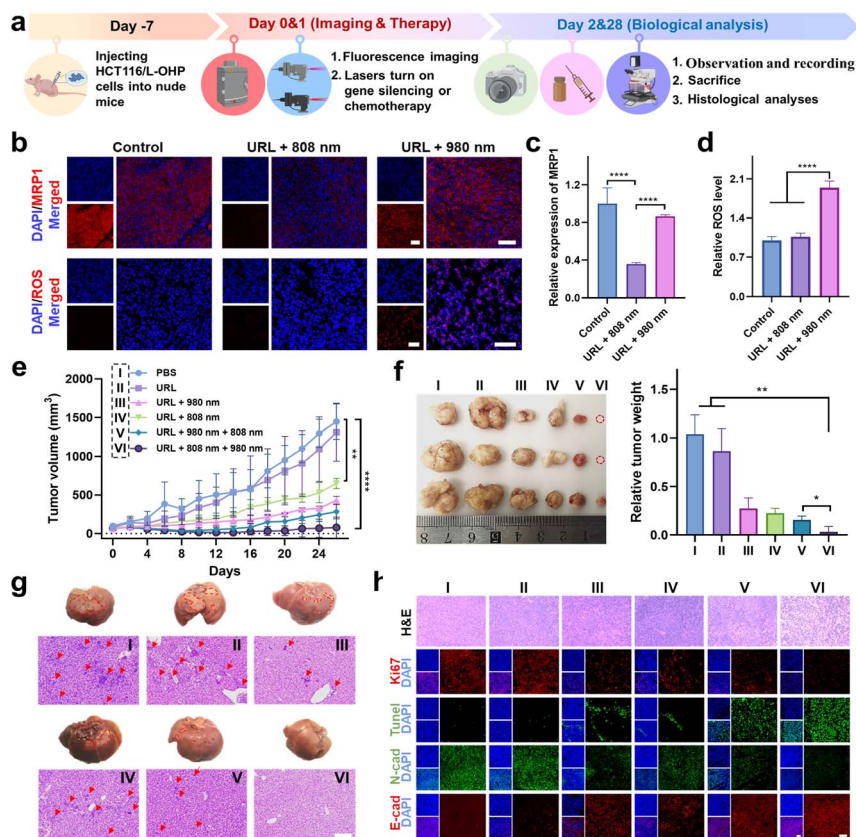 a
Day -7
Day 0&1 (Imaging & Therapy)
Day 2&28 (Biological analysis)
Injecting
HCT116/L-OHP
cells into nude
mice
1. Fluorescence imaging
2. Lasers turn on
gene silencing or
chemotherapy
1. Observation and recording
2. Sacrifice
3. Histological analyses
b
Control
URL + 808 nm
URL + 980 nm
DAPI/MRP1
Merged
DAPI/ROS
Merged
c
Relative expression of MRP1
1.2
0.8
0.4
0.0
****
****
Control
URL + 808 nm
URL + 980 nm
d
Relative ROS level
2.1
1.4
0.7
0.0
****
Control
URL + 808 nm
URL + 980 nm
e
Tumor volume (mm³)
2000
1500
1000
500
0
I PBS
II URL
III URL + 980 nm
IV URL + 808 nm
V URL + 980 nm + 808 nm
VI URL + 808 nm + 980 nm
**
****
0 4 8 12 16 20 24
Days
f
I II III IV V VI
8 7 6 5 4 3 2 1
Relative tumor weight
1.5
1.0
0.5
0.0
**
*
I II III IV V VI
g
I
II
III
IV
V
VI
h
I II III IV V VI
H&E
Ki67
DAPI
Tunel
DAPI
N-cad
DAPI
E-cad
DAPI